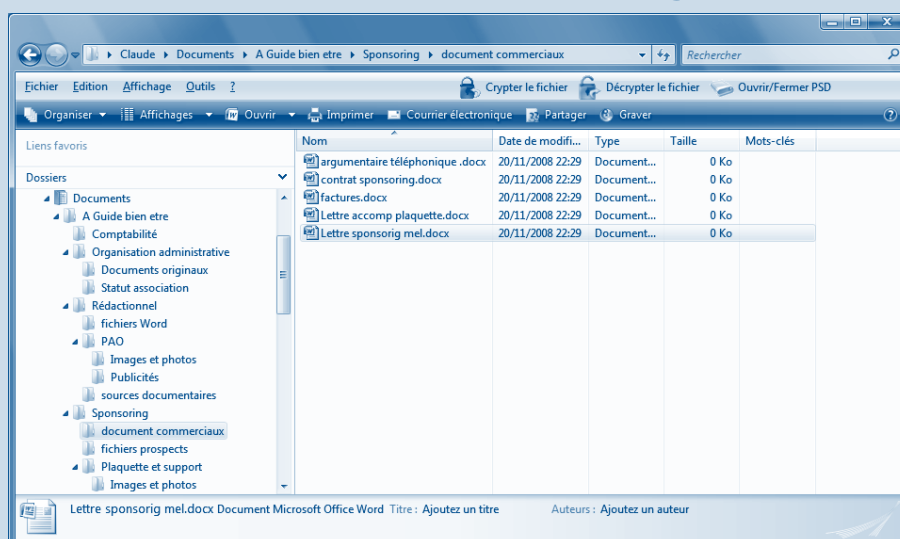 Claude ▸ Documents ▸ A Guide bien etre ▸ Sponsoring ▸ document commerciaux Rechercher
Fichier Edition Affichage Outils ? Crypter le fichier Décrypter le fichier Ouvrir/Fermer PSD
Organiser Affichages Ouvrir Imprimer Courrier électronique Partager Graver ?
Liens favoris
Dossiers
Documents
A Guide bien etre
Comptabilité
Organisation administrative
Documents originaux
Statut association
Rédactionnel
fichiers Word
PAO
Images et photos
Publicités
sources documentaires
Sponsoring
document commerciaux
fichiers prospects
Plaquette et support
Images et photos
Nom Date de modifi... Type Taille Mots-clés
argumentaire téléphonique .docx 20/11/2008 22:29 Document... 0 Ko
contrat sponsoring.docx 20/11/2008 22:29 Document... 0 Ko
factures.docx 20/11/2008 22:29 Document... 0 Ko
Lettre accomp plaquette.docx 20/11/2008 22:29 Document... 0 Ko
Lettre sponsorig mel.docx 20/11/2008 22:29 Document... 0 Ko
Lettre sponsorig mel.docx Document Microsoft Office Word Titre : Ajoutez un titre Auteurs : Ajoutez un auteur